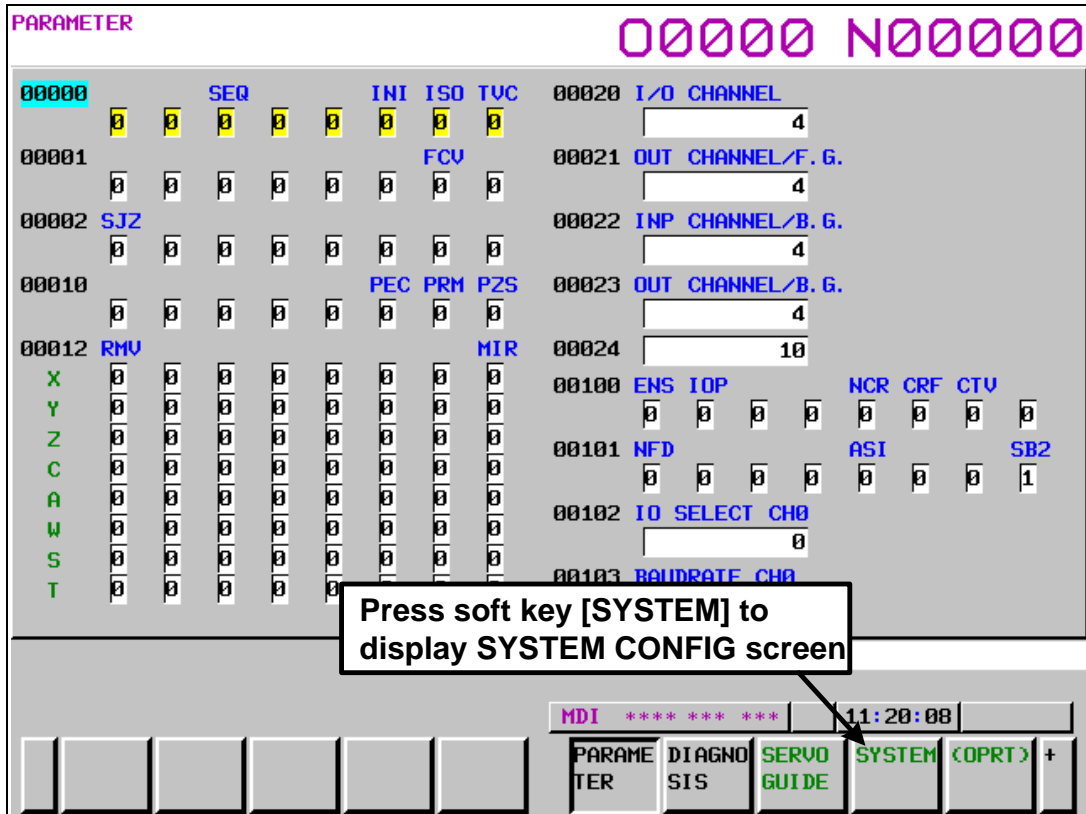 PARAMETER
O0000 N00000
00000 SEQ INI ISO TVC
0 0 0 0 0 0 0 0
00001 FCV
0 0 0 0 0 0 0 0
00002 SJZ
0 0 0 0 0 0 0 0
00010 PEC PRM PZS
0 0 0 0 0 0 0 0
00012 RMV MIR
X 0 0 0 0 0 0 0 0
Y 0 0 0 0 0 0 0 0
Z 0 0 0 0 0 0 0 0
C 0 0 0 0 0 0 0 0
A 0 0 0 0 0 0 0 0
W 0 0 0 0 0 0 0 0
S 0 0 0 0 0 0 0 0
T 0 0 0 0 0
00020 I/O CHANNEL
4
00021 OUT CHANNEL/F.G.
4
00022 INP CHANNEL/B.G.
4
00023 OUT CHANNEL/B.G.
4
00024 10
00100 ENS IOP NCR CRF CTV
0 0 0 0 0 0 0 0
00101 NFD ASI SB2
0 0 0 0 0 0 0 1
00102 IO SELECT CH0
0
00103 BAUDRATE CH0
Press soft key [SYSTEM] to
display SYSTEM CONFIG screen
MDI **** *** *** 11:20:08
PARAME DIAGNO SERVO SYSTEM (OPRT) +
TER SIS GUIDE